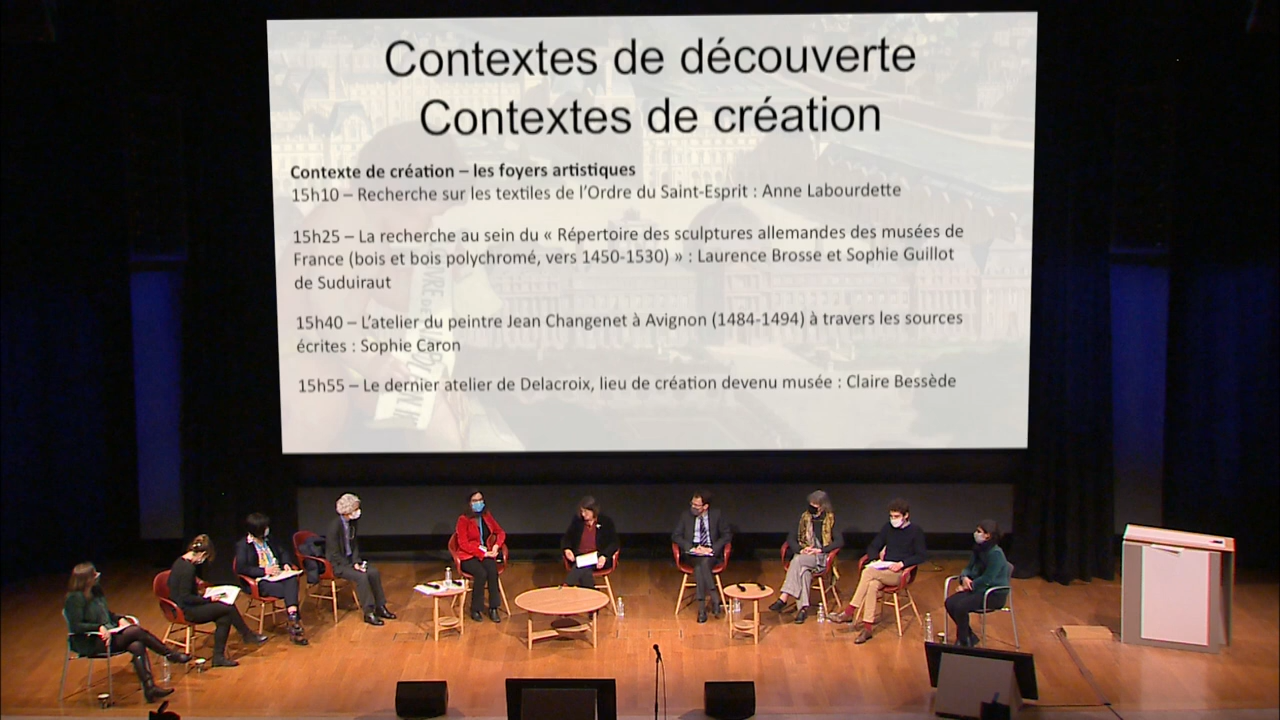 Contextes de découverte
Contextes de création
Contexte de création – les foyers artistiques
15h10 – Recherche sur les textiles de l’Ordre du Saint-Esprit : Anne Labourdette
15h25 – La recherche au sein du « Répertoire des sculptures allemandes des musées de
France (bois et bois polychromé, vers 1450-1530) » : Laurence Brosse et Sophie Guillot
de Suduiraut
15h40 – L’atelier du peintre Jean Changenet à Avignon (1484-1494) à travers les sources
écrites : Sophie Caron
15h55 – Le dernier atelier de Delacroix, lieu de création devenu musée : Claire Bessède